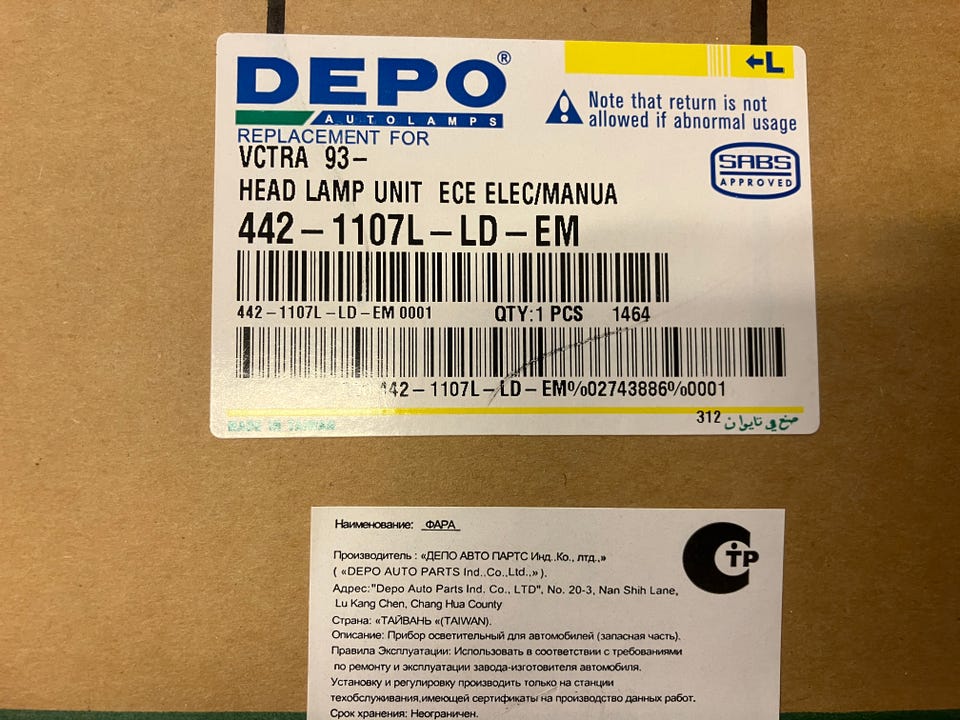 DEPO®
AUTOLAMPS
←L
Note that return is not
allowed if abnormal usage
REPLACEMENT FOR
VCTRA 93-
SABS
APPROVED
HEAD LAMP UNIT ECE ELEC/MANUA
442-1107L-LD-EM
442-1107L-LD-EM 0001 QTY:1 PCS 1464
442-1107L-LD-EM%02743886%0001
MADE IN TAIWAN
312 صنع في تايوان
Наименование: ФАРА
Производитель : «ДЕПО АВТО ПАРТС Инд.,Ко., лтд.,»
( «DEPO AUTO PARTS Ind.,Co.,Ltd.,» ).
Адрес:"Depo Auto Parts Ind. Co., LTD", No. 20-3, Nan Shih Lane,
Lu Kang Chen, Chang Hua County
Страна: «ТАЙВАНЬ «(TAIWAN).
Описание: Прибор осветительный для автомобилей (запасная часть).
Правила Эксплуатации: Использовать в соответствии с требованиями
по ремонту и эксплуатации завода-изготовителя автомобиля.
Установку и регулировку производить только на станции
техобслуживания,имеющей сертификаты на производство данных работ.
Срок хранения: Неограничен.
СТР